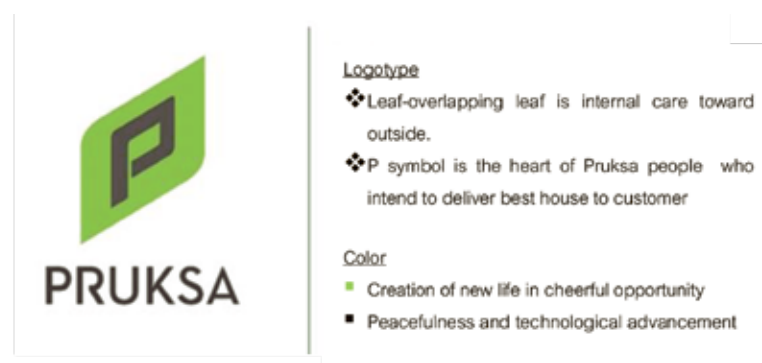 P
PRUKSA
Logotype
❖Leaf-overlapping leaf is internal care toward
outside.
❖P symbol is the heart of Pruksa people who
intend to deliver best house to customer
Color
▪ Creation of new life in cheerful opportunity
▪ Peacefulness and technological advancement